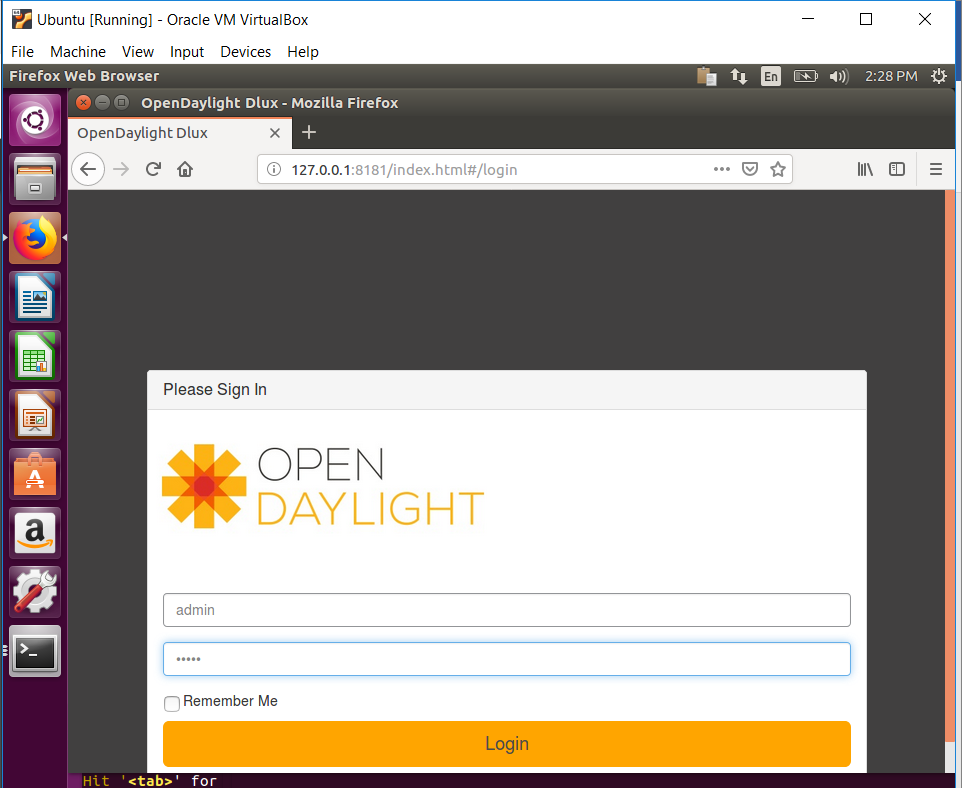 Ubuntu [Running] - Oracle VM VirtualBox
File Machine View Input Devices Help
Firefox Web Browser En 2:28 PM
OpenDaylight Dlux - Mozilla Firefox
OpenDaylight Dlux
127.0.0.1:8181/index.html#/login
Please Sign In
OPEN
DAYLIGHT
admin
•••••
Remember Me
Login
Hit '<tab>' for